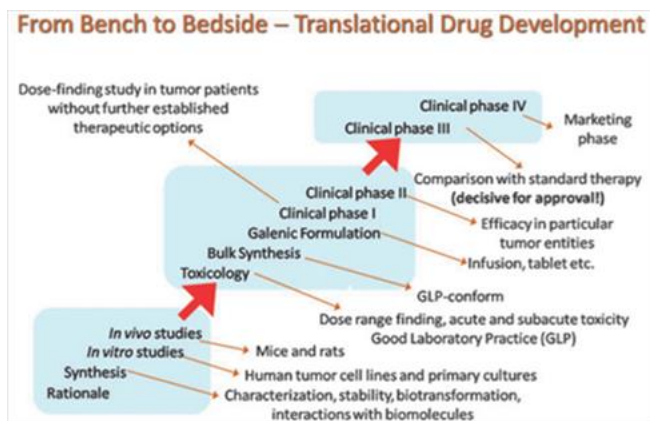 From Bench to Bedside – Translational Drug Development
Dose-finding study in tumor patients
without further established
therapeutic options
Clinical phase IV
Clinical phase III
Marketing
phase
Comparison with standard therapy
(decisive for approval!)
Clinical phase II
Clinical phase I
Galenic Formulation
Bulk Synthesis
Toxicology
Efficacy in particular
tumor entities
Infusion, tablet etc.
GLP-conform
Dose range finding, acute and subacute toxicity
Good Laboratory Practice (GLP)
In vivo studies
In vitro studies
Synthesis
Rationale
Mice and rats
Human tumor cell lines and primary cultures
Characterization, stability, biotransformation,
interactions with biomolecules